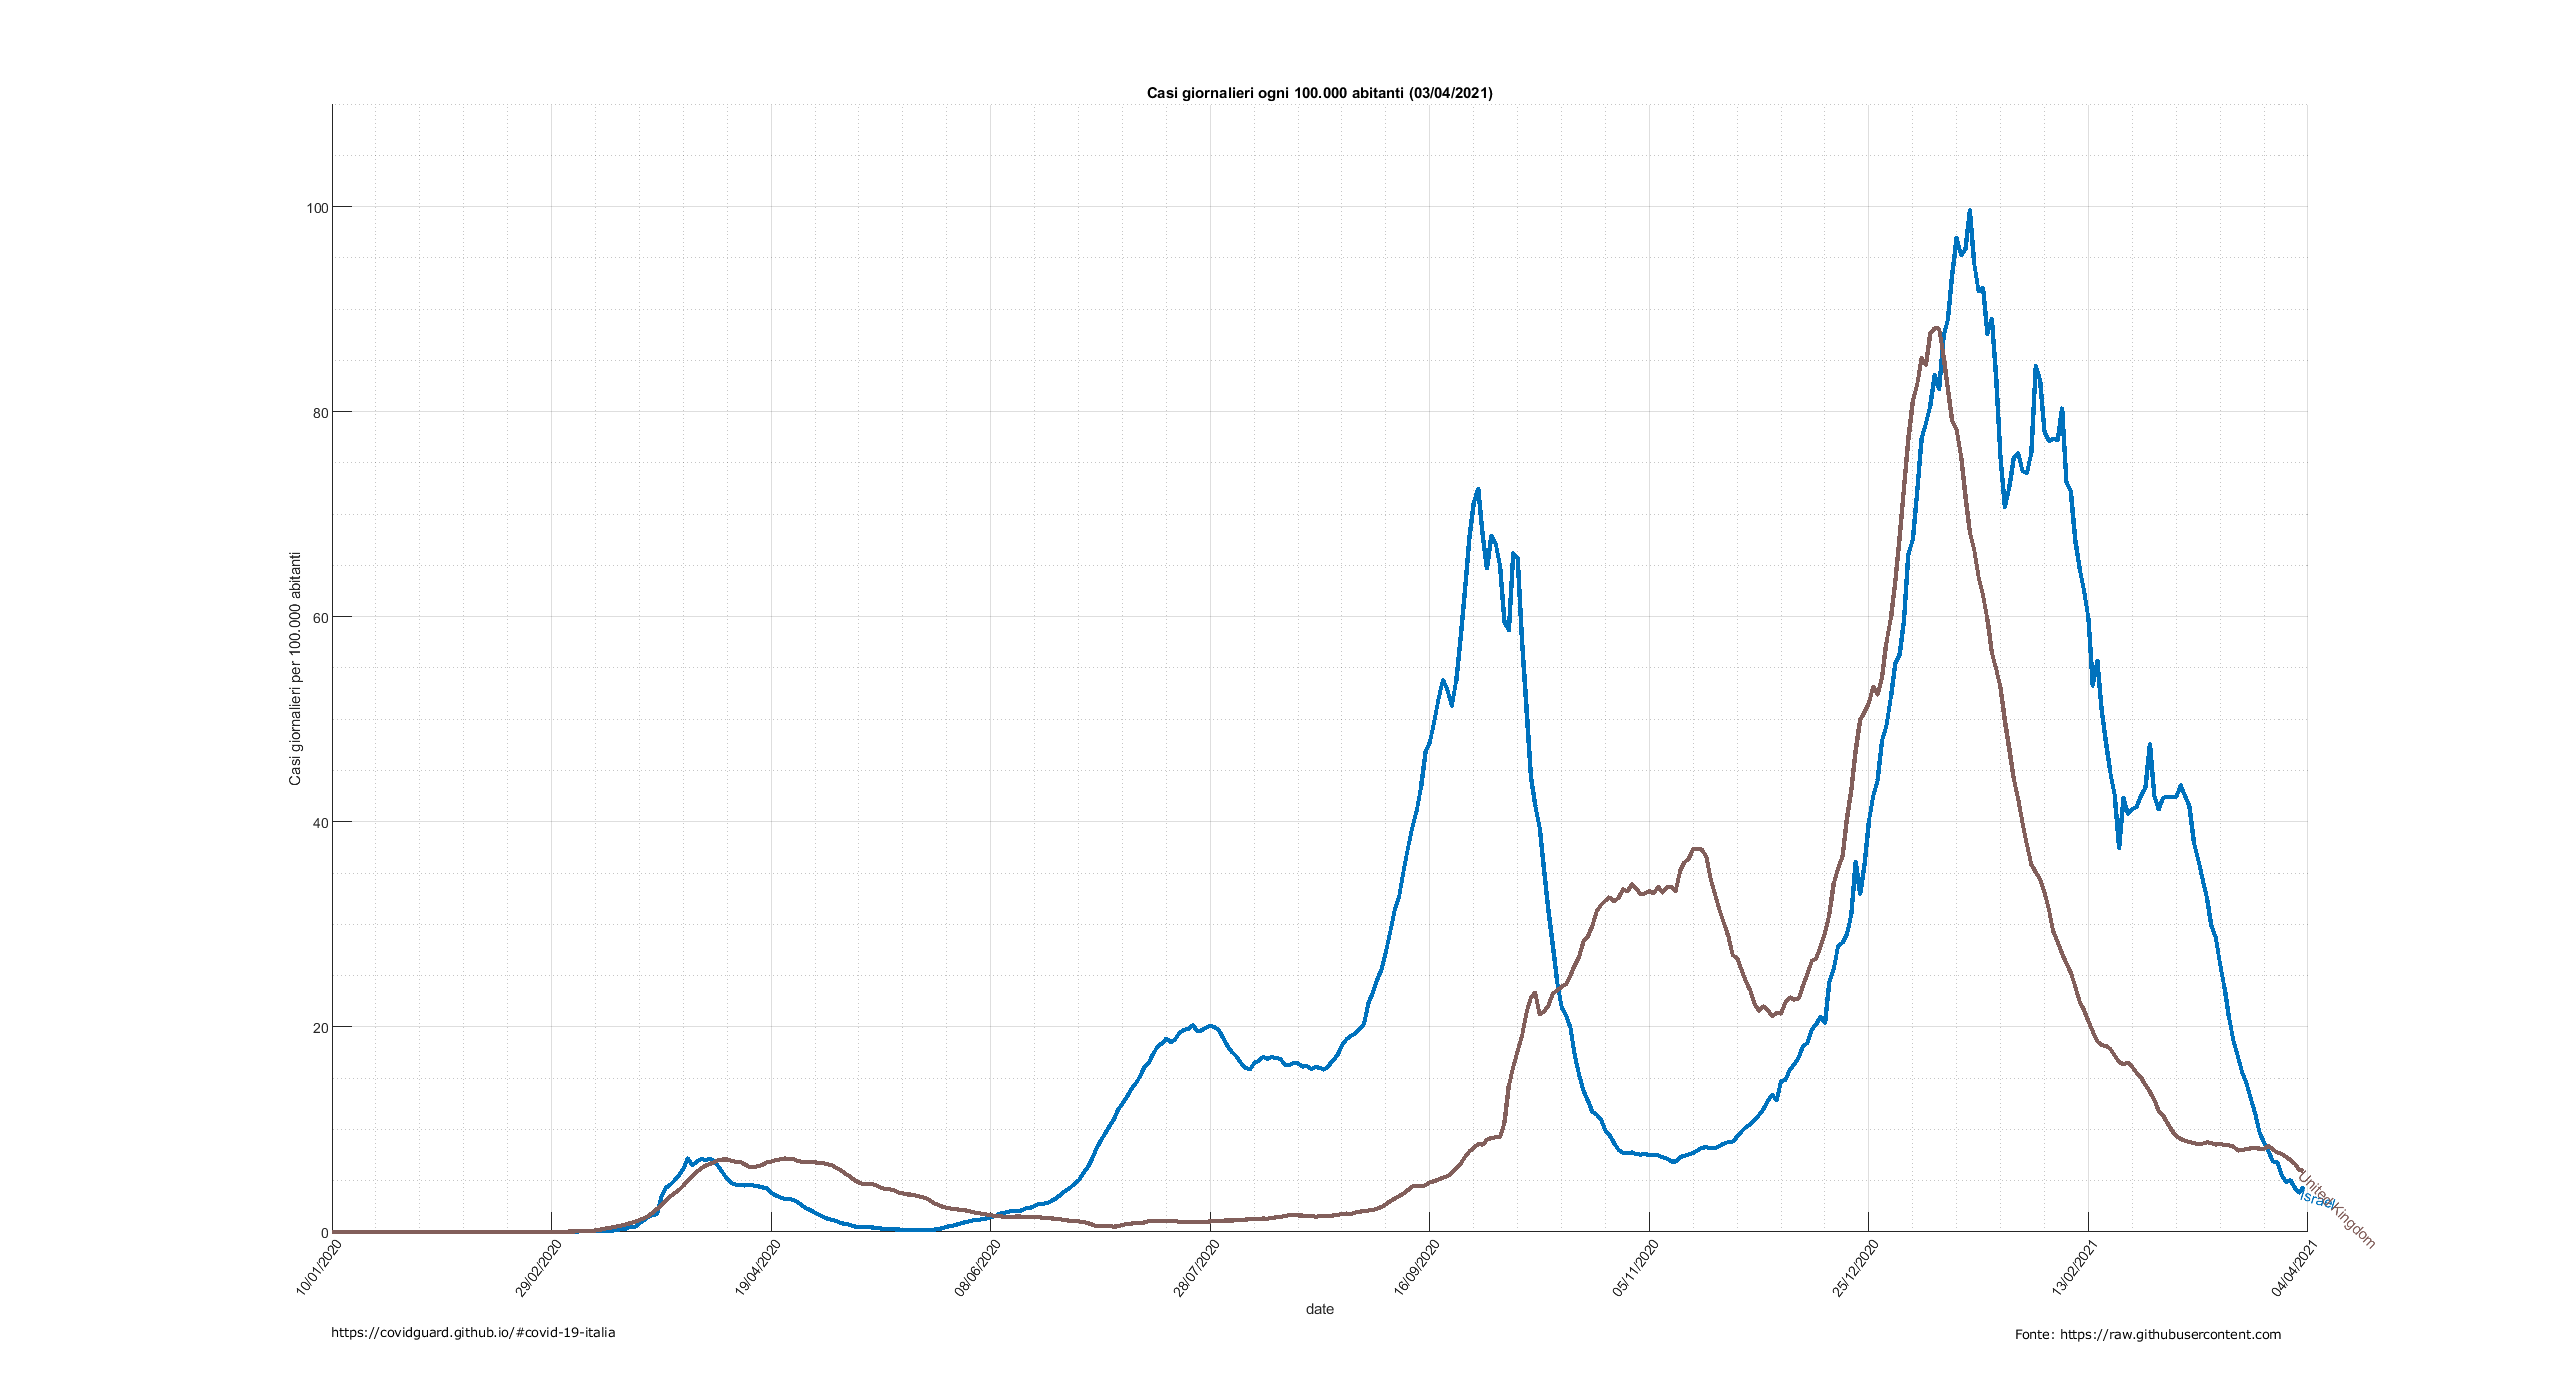 Casi giornalieri ogni 100.000 abitanti (03/04/2021)
Casi giornalieri per 100.000 abitanti
100
80
60
40
20
0
10/01/2020
29/02/2020
19/04/2020
08/06/2020
28/07/2020
16/09/2020
05/11/2020
25/12/2020
13/02/2021
04/04/2021
United Kingdom
Israel
date
https://covidguard.github.io/#covid-19-italia
Fonte: https://raw.githubusercontent.com